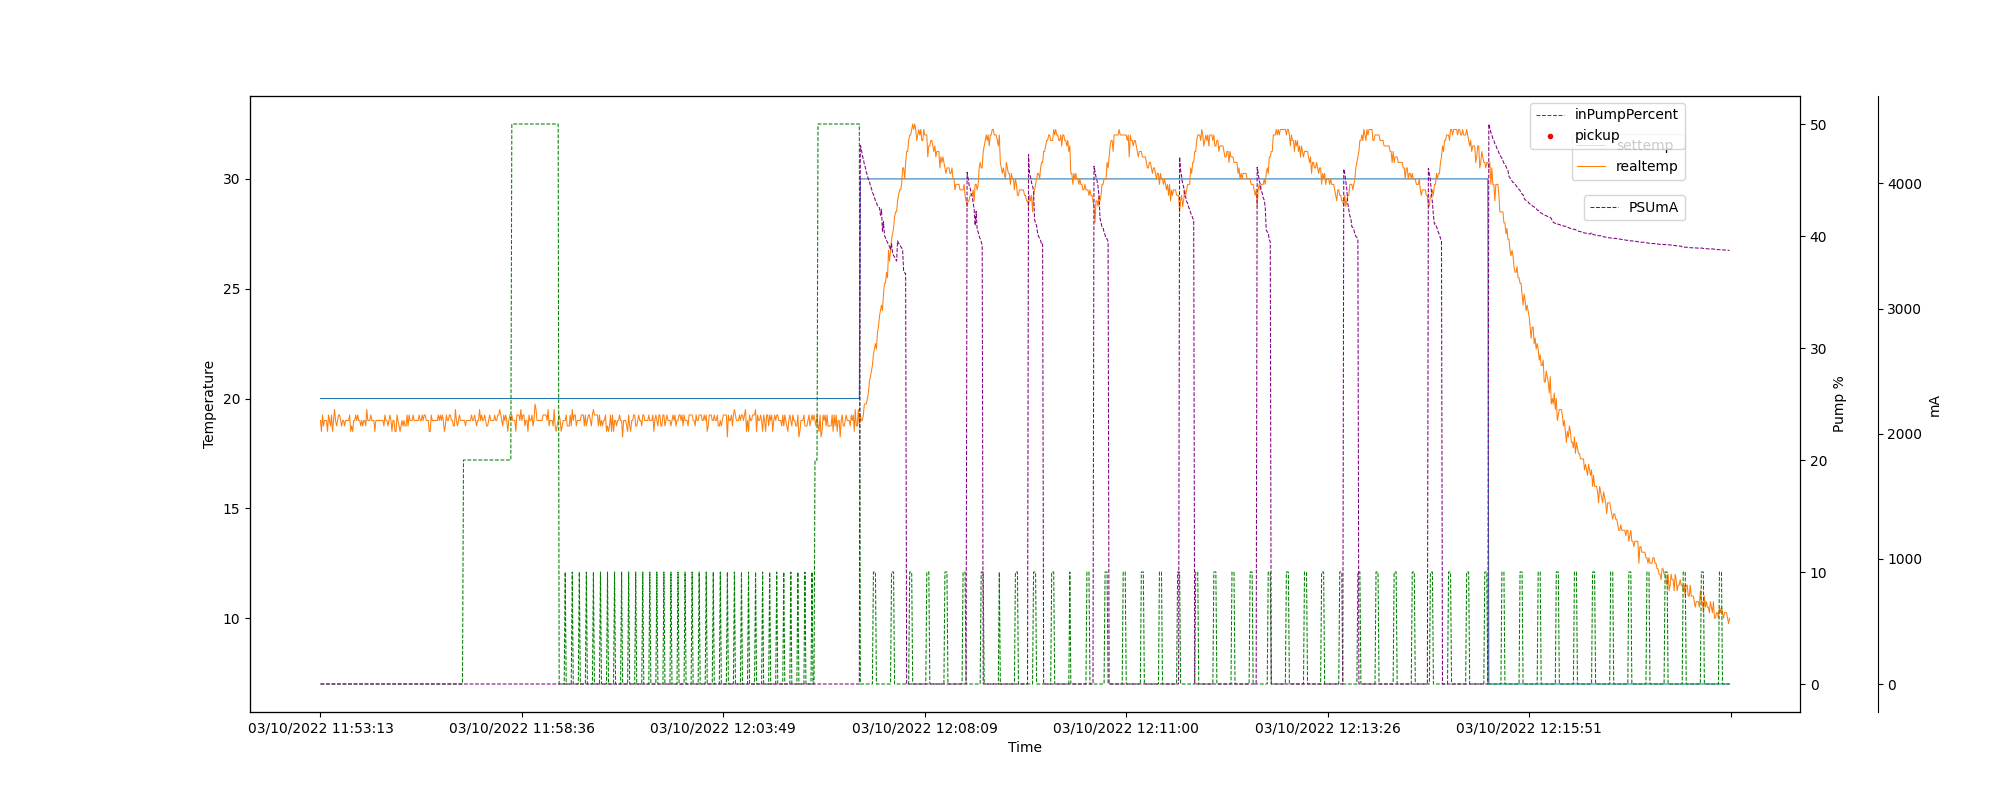 inPumpPercent
pickup
settemp
realtemp
PSUmA
Temperature
30
25
20
15
10
50
40
30
20
10
0
Pump %
4000
3000
2000
1000
0
mA
03/10/2022 11:53:13
03/10/2022 11:58:36
03/10/2022 12:03:49
03/10/2022 12:08:09
03/10/2022 12:11:00
03/10/2022 12:13:26
03/10/2022 12:15:51
Time